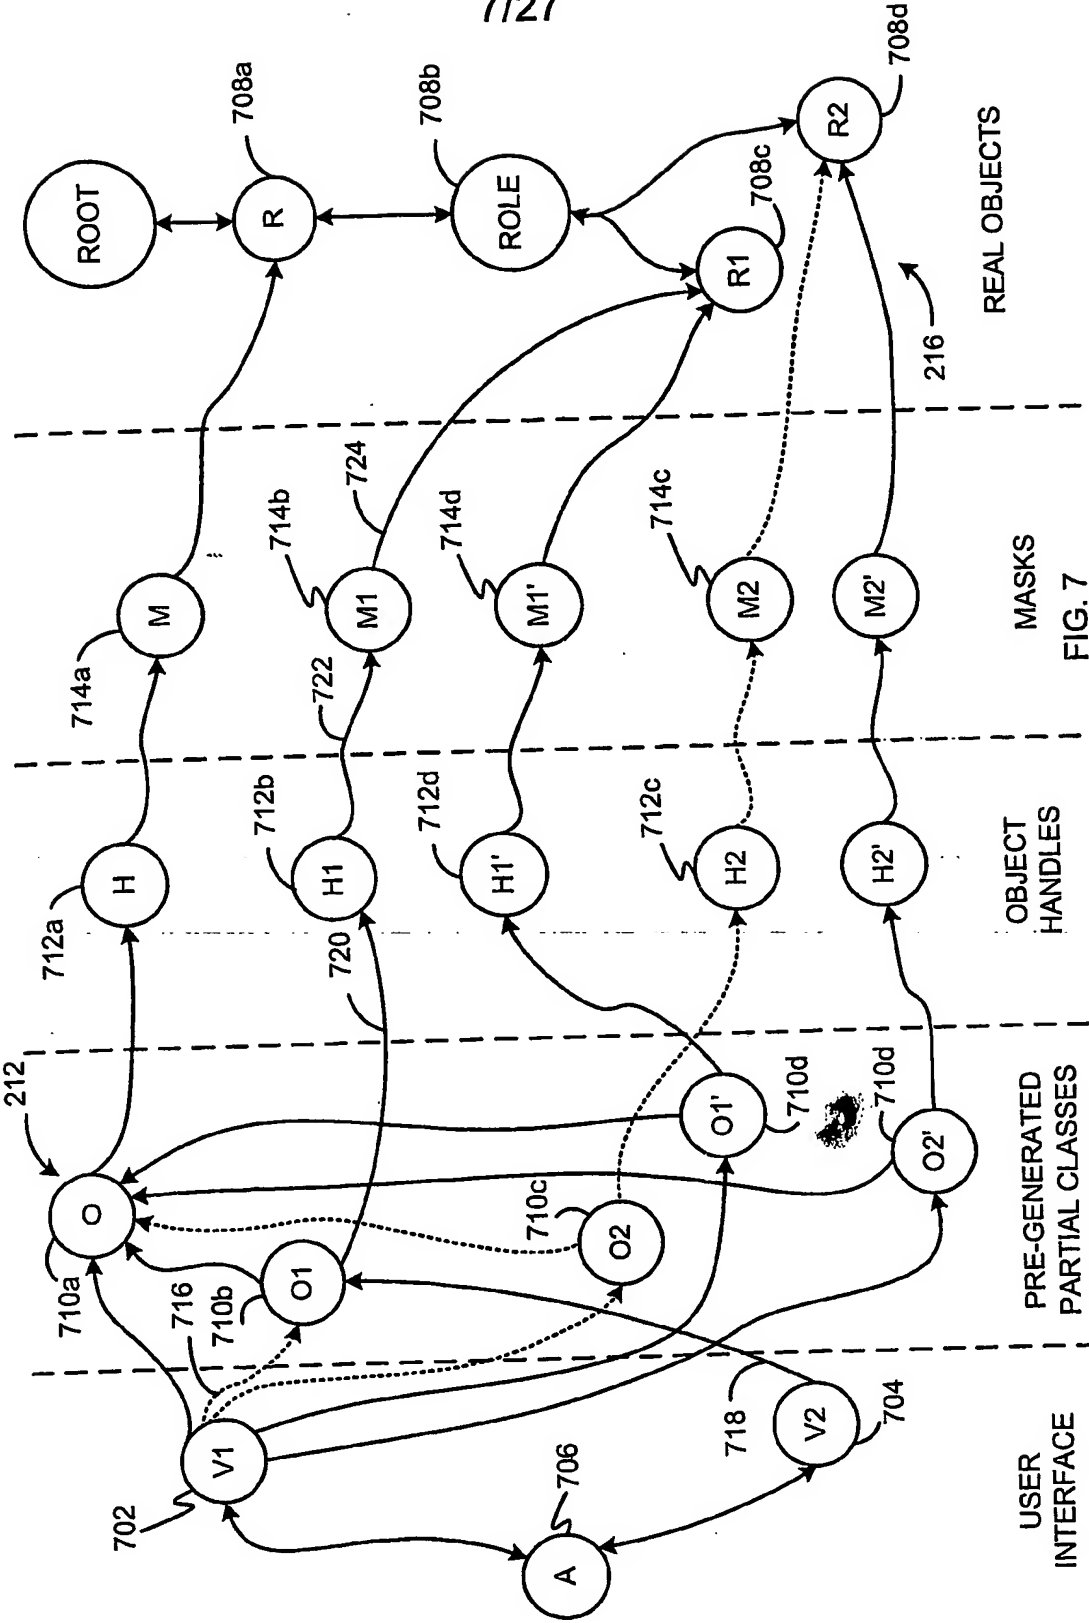 7/27
ROOT
708a
R
708b
ROLE
R1
708c
R2
708d
REAL OBJECTS
216
714a
M
714b
M1
724
714d
M1'
714c
M2
M2'
MASKS
FIG. 7
712a
H
722
712b
H1
712d
H1'
712c
H2
H2'
OBJECT
HANDLES
212
O
710a
720
710b
O1
710c
O2
O1'
710d
710d
O2'
PRE-GENERATED
PARTIAL CLASSES
716
702
V1
706
A
718
V2
704
USER
INTERFACE